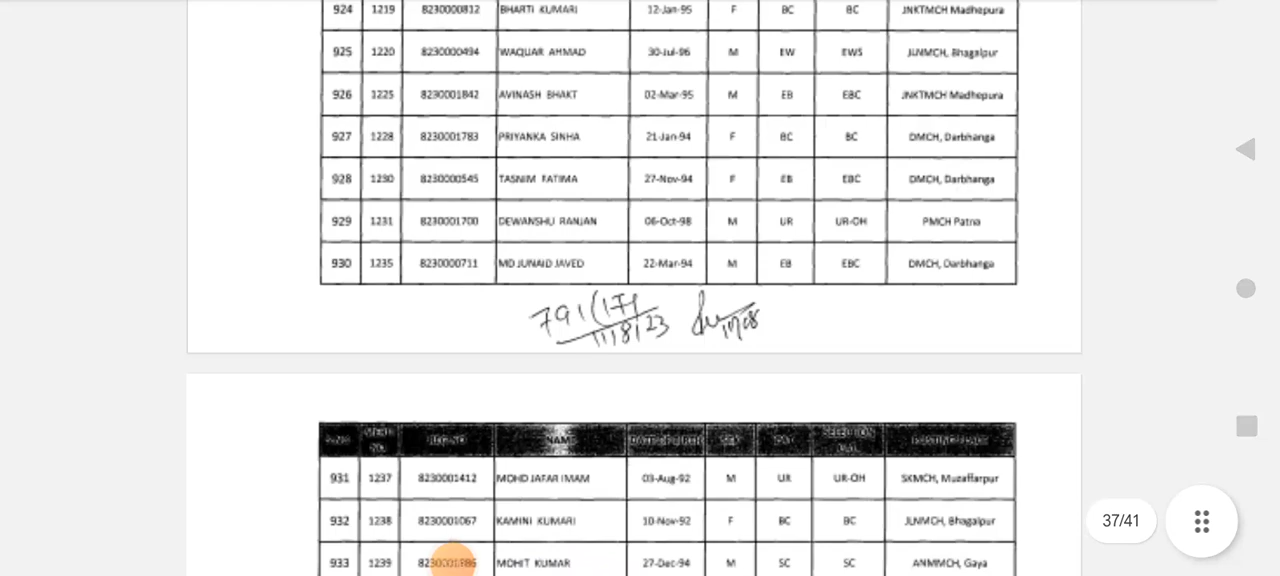 924 1219 8230000812 BHARTI KUMARI 12-Jan-95 F BC BC JNKTMCH Madhepura
925 1220 8230000494 WAQUAR AHMAD 30-Jul-96 M EW EWS JLNMCH, Bhagalpur
926 1225 8230001842 AVINASH BHAKT 02-Mar-95 M EB EBC JNKTMCH Madhepura
927 1228 8230001783 PRIYANKA SINHA 21-Jan-94 F BC BC DMCH, Darbhanga
928 1230 8230000545 TASNIM FATIMA 27-Nov-94 F EB EBC DMCH, Darbhanga
929 1231 8230001700 DEWANSHU RANJAN 06-Oct-98 M UR UR-OH PMCH Patna
930 1235 8230000711 MD JUNAID JAVED 22-Mar-94 M EB EBC DMCH, Darbhanga
NAME DATE OF BIRTH SEX
931 1237 8230001412 MOHD JAFAR IMAM 03-Aug-92 M UR UR-OH SKMCH, Muzaffarpur
932 1238 8230001067 KAMINI KUMARI 10-Nov-92 F BC BC JLNMCH, Bhagalpur
37/41
933 1239 MOHIT KUMAR 27-Dec-94 M SC SC ANMMCH, Gaya